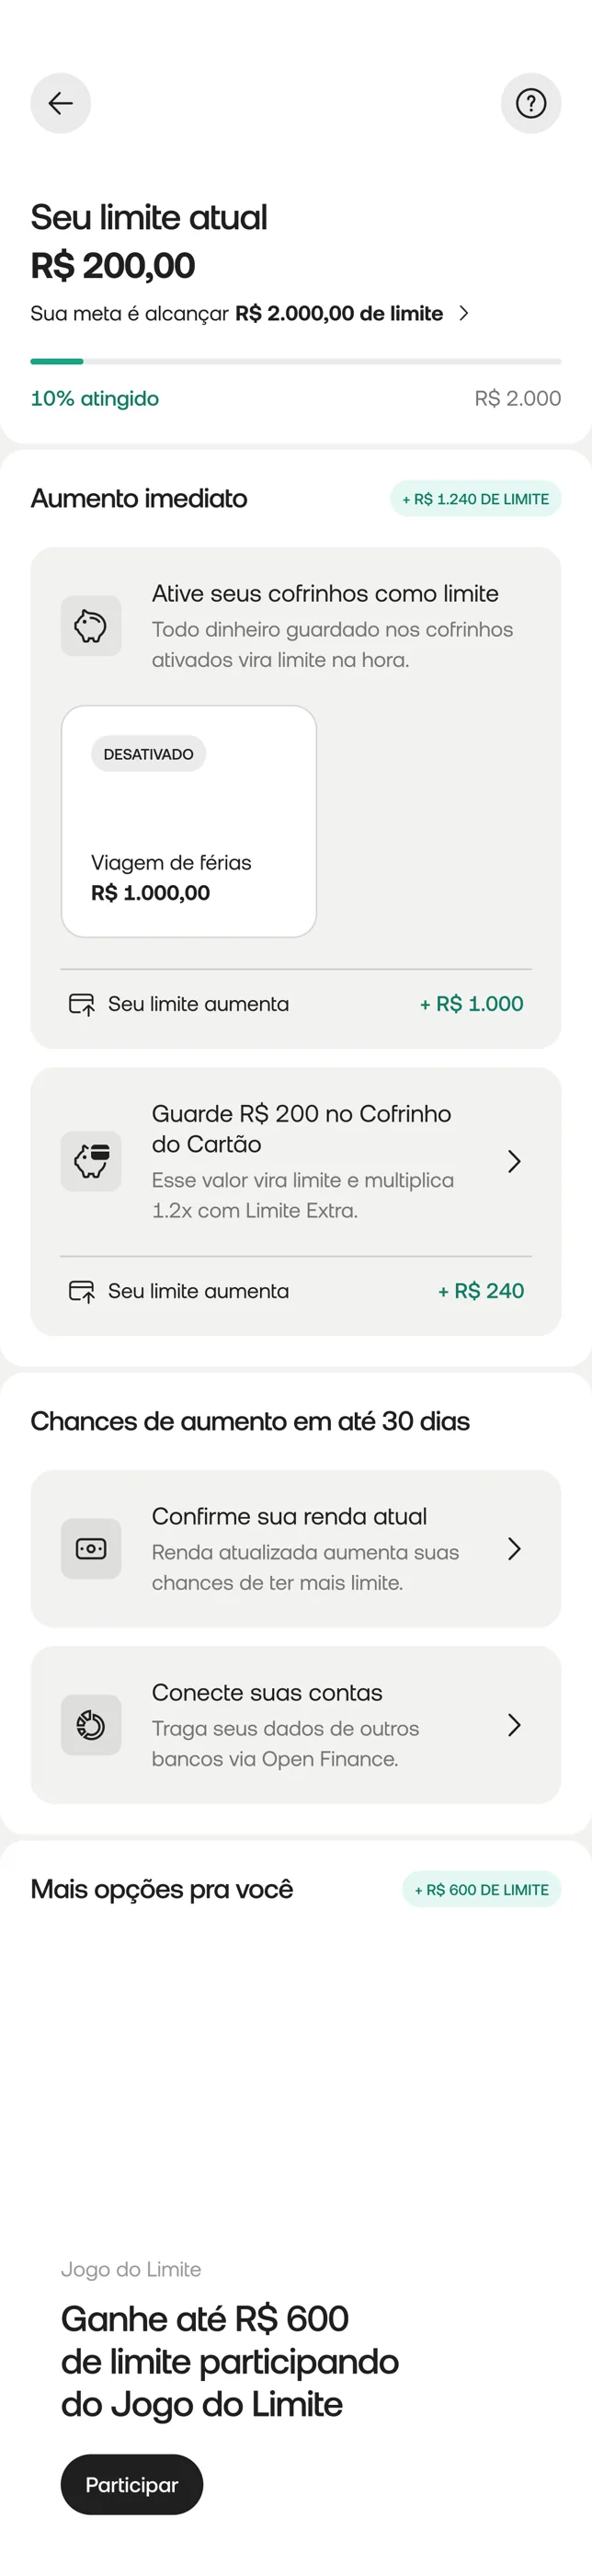 Seu limite atual
R$ 200,00
Sua meta é alcançar R$ 2.000,00 de limite
10% atingido
R$ 2.000
Aumento imediato
+ R$ 1.240 DE LIMITE
Ative seus cofrinhos como limite
Todo dinheiro guardado nos cofrinhos
ativados vira limite na hora.
DESATIVADO
Viagem de férias
R$ 1.000,00
Seu limite aumenta
+ R$ 1.000
Guarde R$ 200 no Cofrinho
do Cartão
Esse valor vira limite e multiplica
1.2x com Limite Extra.
Seu limite aumenta
+ R$ 240
Chances de aumento em até 30 dias
Confirme sua renda atual
Renda atualizada aumenta suas
chances de ter mais limite.
Conecte suas contas
Traga seus dados de outros
bancos via Open Finance.
Mais opções pra você
+ R$ 600 DE LIMITE
Jogo do Limite
Ganhe até R$ 600
de limite participando
do Jogo do Limite
Participar